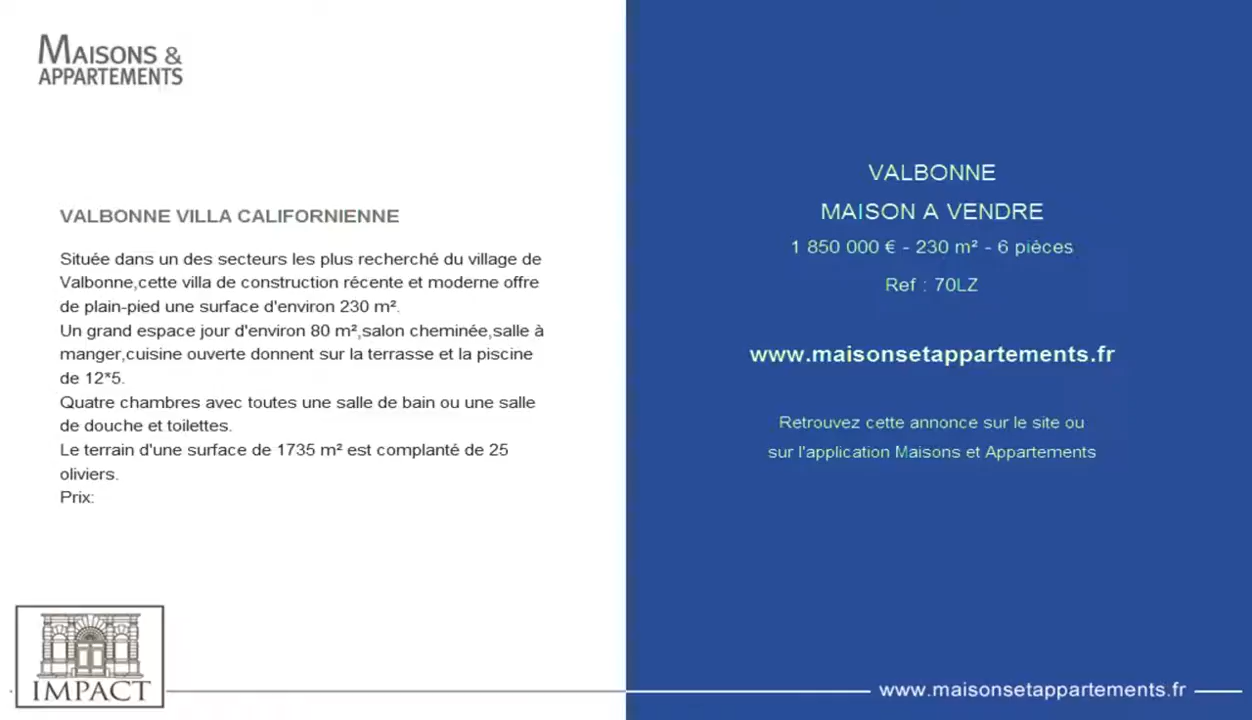 MAISONS &
APPARTEMENTS
VALBONNE VILLA CALIFORNIENNE
Située dans un des secteurs les plus recherché du village de
Valbonne,cette villa de construction récente et moderne offre
de plain-pied une surface d'environ 230 m².
Un grand espace jour d'environ 80 m²,salon cheminée,salle à
manger,cuisine ouverte donnent sur la terrasse et la piscine
de 12*5.
Quatre chambres avec toutes une salle de bain ou une salle
de douche et toilettes.
Le terrain d'une surface de 1735 m² est complanté de 25
oliviers.
Prix:
IMPACT
VALBONNE
MAISON A VENDRE
1 850 000 € - 230 m² - 6 pièces
Ref : 70LZ
www.maisonsetappartements.fr
Retrouvez cette annonce sur le site ou
sur l'application Maisons et Appartements
www.maisonsetappartements.fr